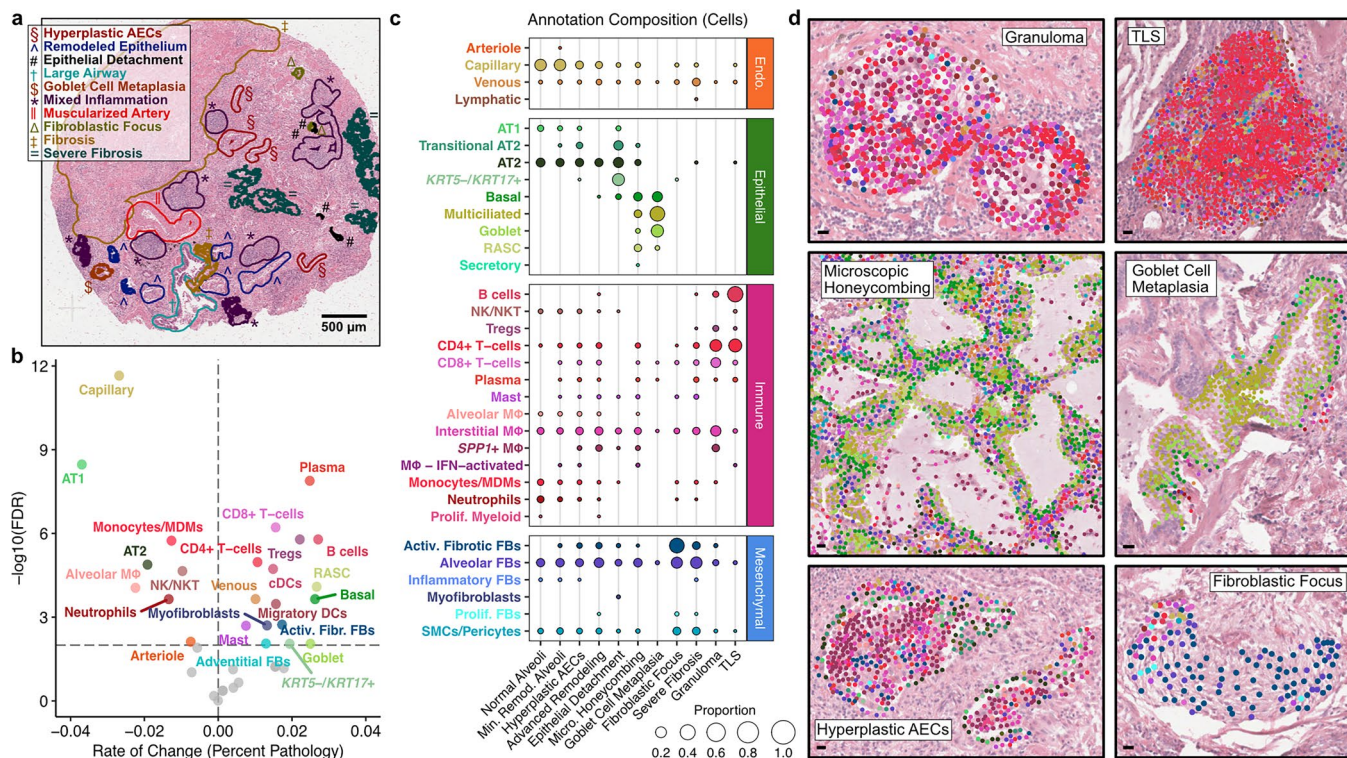 a
§ Hyperplastic AECs
^ Remodeled Epithelium
# Epithelial Detachment
† Large Airway
$ Goblet Cell Metaplasia
* Mixed Inflammation
‖ Muscularized Artery
Δ Fibroblastic Focus
‡ Fibrosis
= Severe Fibrosis
500 µm
b
−log10(FDR)
12
9
6
3
0
Capillary
AT1
Plasma
CD8+ T−cells
Monocytes/MDMs
CD4+ T−cells
Tregs
B cells
AT2
Alveolar MΦ
NK/NKT
Venous
cDCs
RASC
Basal
Neutrophils
Myofibroblasts
Migratory DCs
Mast
Activ. Fibr. FBs
Arteriole
Adventitial FBs
Goblet
KRT5−/KRT17+
−0.04
−0.02
0.00
0.02
0.04
Rate of Change (Percent Pathology)
c
Annotation Composition (Cells)
Arteriole
Capillary
Venous
Lymphatic
Endo.
AT1
Transitional AT2
AT2
KRT5−/KRT17+
Basal
Multiciliated
Goblet
RASC
Secretory
Epithelial
B cells
NK/NKT
Tregs
CD4+ T−cells
CD8+ T−cells
Plasma
Mast
Alveolar MΦ
Interstitial MΦ
SPP1+ MΦ
MΦ − IFN−activated
Monocytes/MDMs
Neutrophils
Prolif. Myeloid
Immune
Activ. Fibrotic FBs
Alveolar FBs
Inflammatory FBs
Myofibroblasts
Prolif. FBs
SMCs/Pericytes
Mesenchymal
Normal Alveoli
Min. Remod. Alveoli
Hyperplastic AECs
Advanced Remodeling
Epithelial Detachment
Micro. Honeycombing
Goblet Cell Metaplasia
Fibroblastic Focus
Severe Fibrosis
Granuloma
TLS
Proportion
0.2 0.4 0.6 0.8 1.0
d
Granuloma
TLS
Microscopic
Honeycombing
Goblet Cell
Metaplasia
Hyperplastic AECs
Fibroblastic Focus